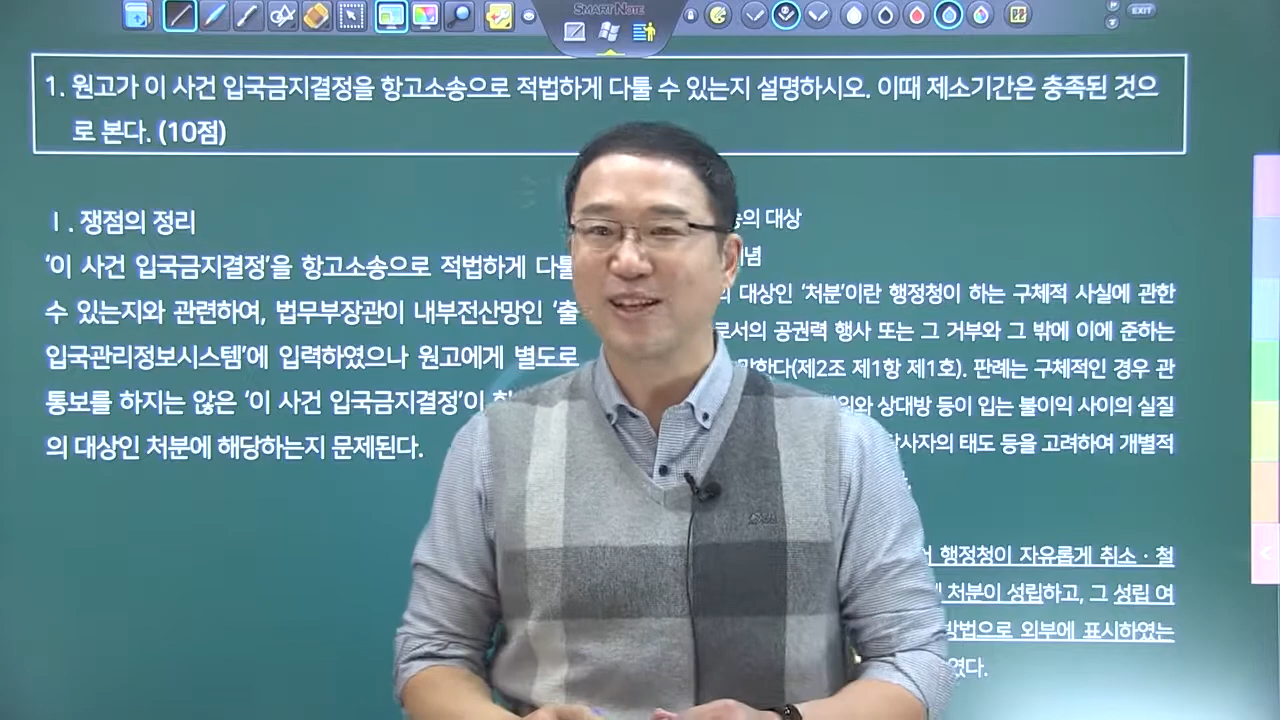 SMART NOTE
EXIT
1. 원고가 이 사건 입국금지결정을 항고소송으로 적법하게 다툴 수 있는지 설명하시오. 이때 제소기간은 충족된 것으
로 본다. (10점)
Ⅰ. 쟁점의 정리
'이 사건 입국금지결정'을 항고소송으로 적법하게 다툴
수 있는지와 관련하여, 법무부장관이 내부전산망인 '출
입국관리정보시스템'에 입력하였으나 원고에게 별도로
통보를 하지는 않은 '이 사건 입국금지결정'이
의 대상인 처분에 해당하는지 문제된다.
의 대상
대상인 '처분'이란 행정청이 하는 구체적 사실에 관한
로서의 공권력 행사 또는 그 거부와 그 밖에 이에 준하는
말한다(제2조 제1항 제1호). 판례는 구체적인 경우 관
상대방 등이 입는 불이익 사이의 실질
태도 등을 고려하여 개별적
행정청이 자유롭게 취소·철
처분이 성립하고, 그 성립 여
방법으로 외부에 표시하였는